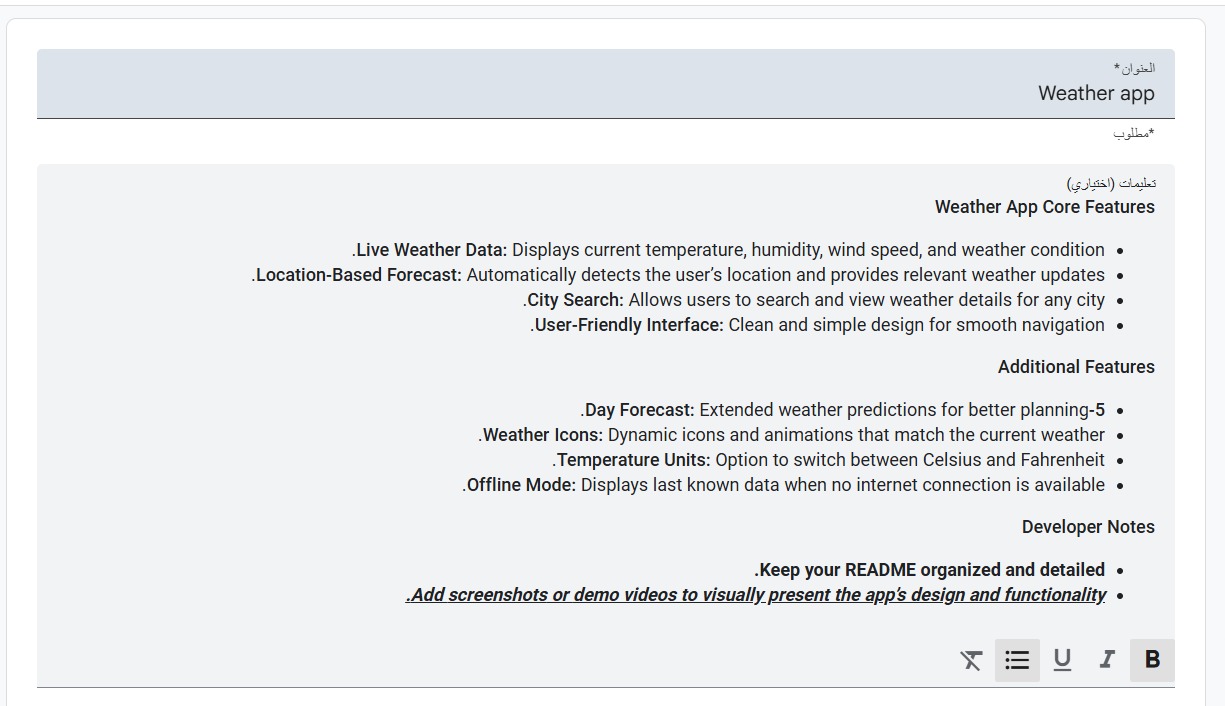 العنوان*
Weather app
*مطلوب
تعليمات (اختياري)
Weather App Core Features
Live Weather Data: Displays current temperature, humidity, wind speed, and weather condition.
Location-Based Forecast: Automatically detects the user’s location and provides relevant weather updates.
City Search: Allows users to search and view weather details for any city.
User-Friendly Interface: Clean and simple design for smooth navigation.
Additional Features
5-Day Forecast: Extended weather predictions for better planning.
Weather Icons: Dynamic icons and animations that match the current weather.
Temperature Units: Option to switch between Celsius and Fahrenheit.
Offline Mode: Displays last known data when no internet connection is available.
Developer Notes
Keep your README organized and detailed.
Add screenshots or demo videos to visually present the app’s design and functionality.
U I B